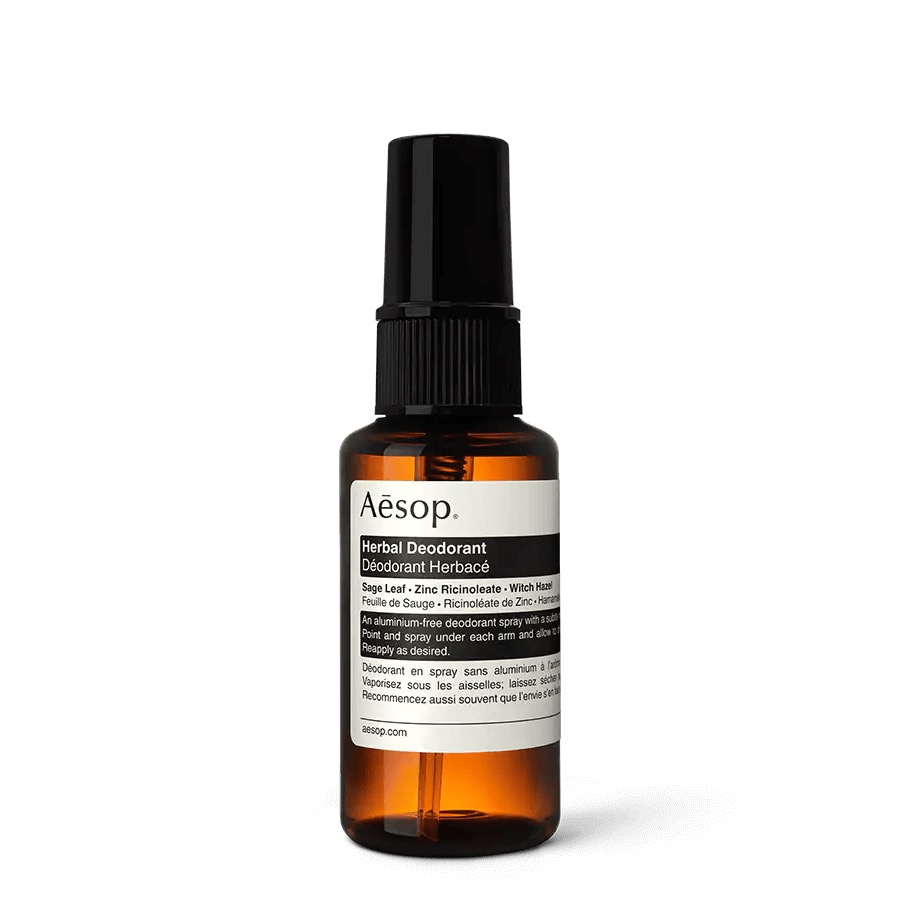 Aēsop®
Herbal Deodorant
Déodorant Herbacé
Sage Leaf • Zinc Ricinoleate • Witch Hazel
Feuille de Sauge • Ricinoléate de Zinc •
An aluminium-free deodorant spray with a
Point and spray under each arm and allow to
Reapply as desired.
Déodorant en spray sans aluminium à
Vaporisez sous les aisselles; laissez sécher
Recommencez aussi souvent que l'envie s'en
aesop.com